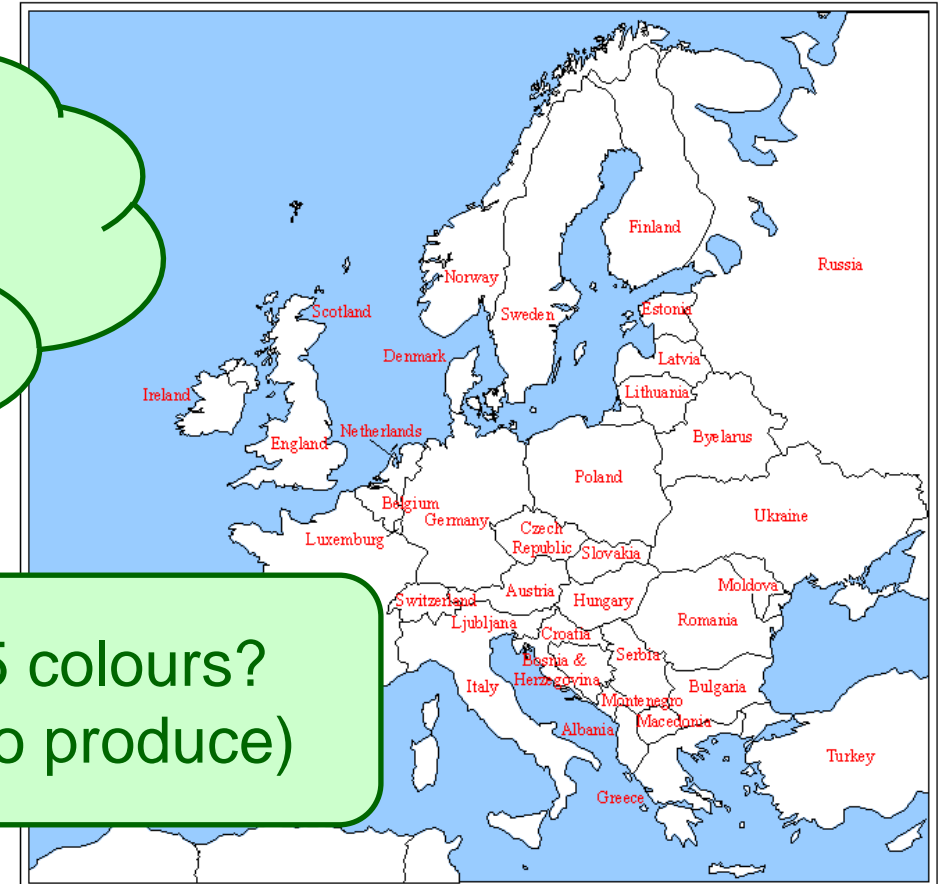 Finland
Russia
Norway
Scotland
Sweden
Estonia
Denmark
Latvia
Ireland
Lithuania
Netherlands
England
Byelarus
Poland
Belgium
Germany
Ukraine
Czech
Republic
Luxemburg
Slovakia
Moldova
Austria
Switzerland
Hungary
Romania
Ljubljana
Croatia
Serbia
Bosnia &
Herzegovina
Italy
Bulgaria
Montenegro
Macedonia
Albania
Turkey
Greece
5 colours?
o produce)